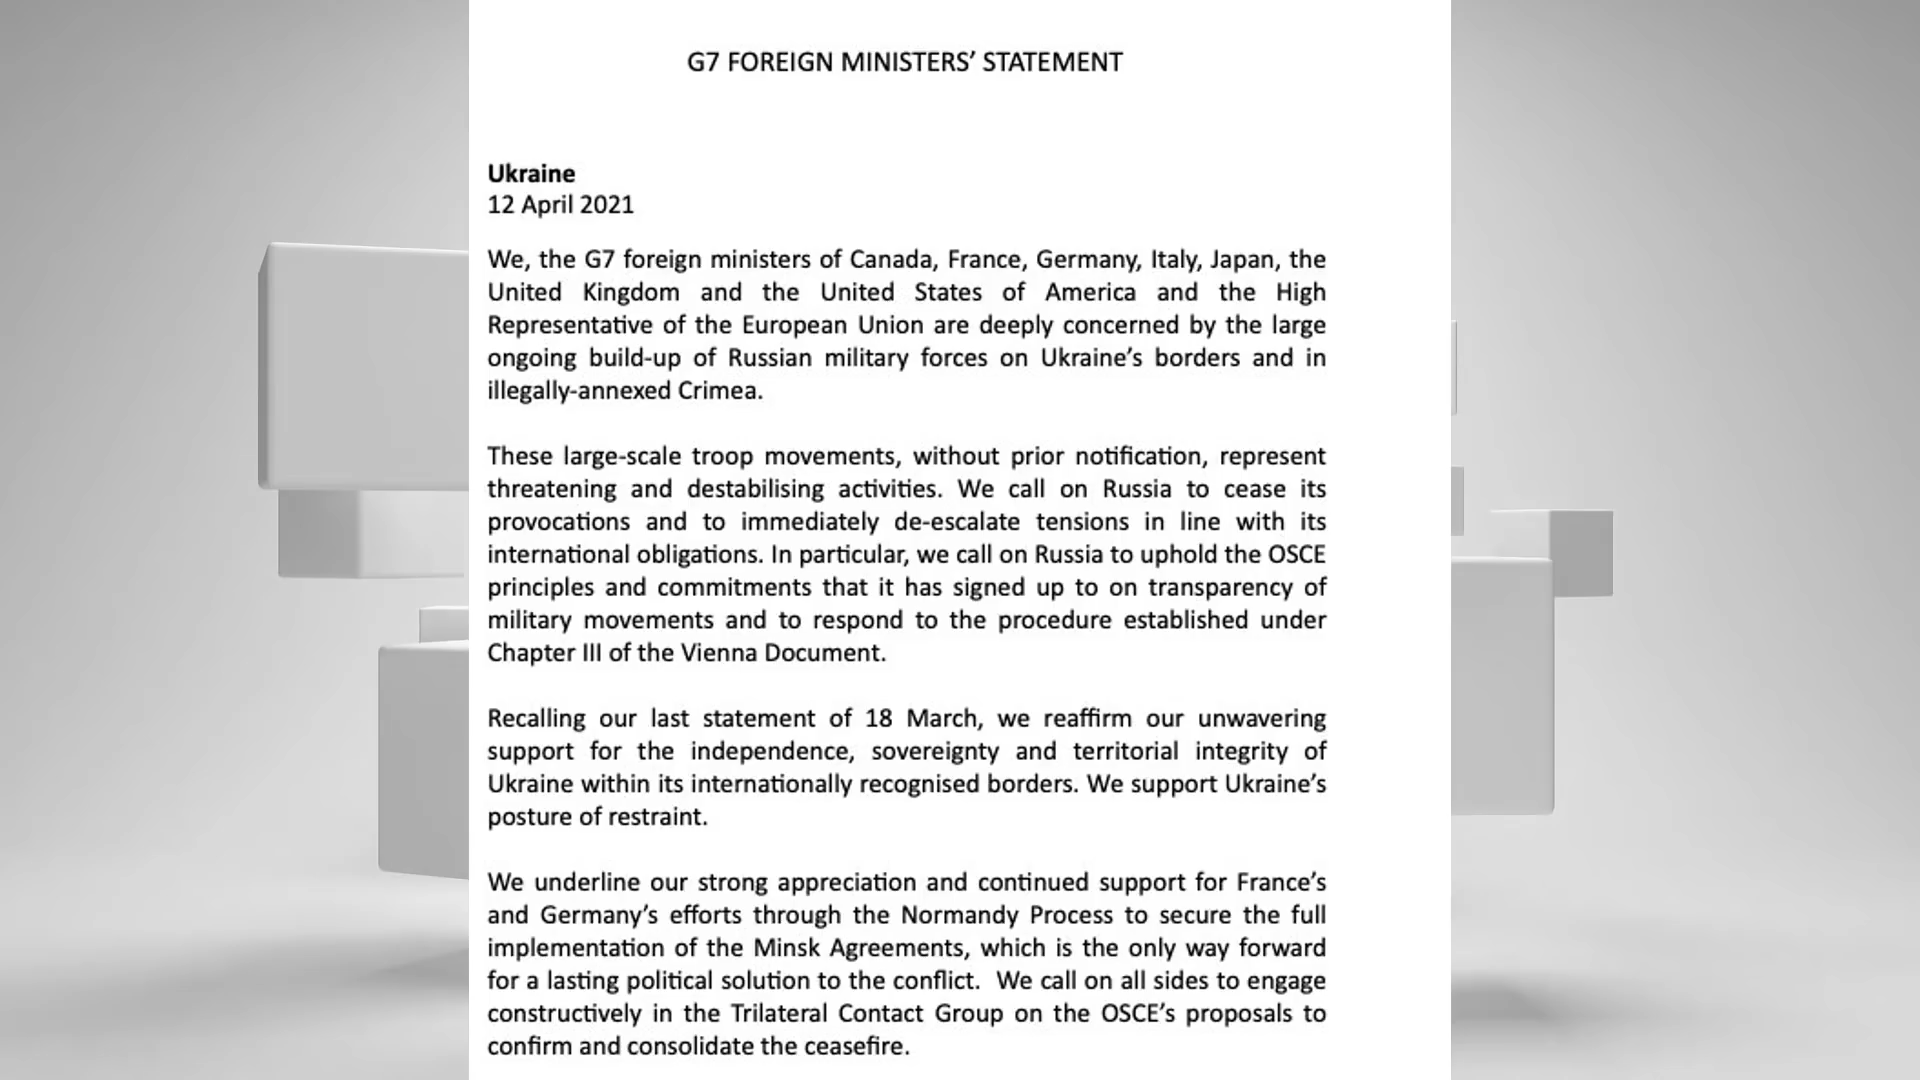 G7 FOREIGN MINISTERS’ STATEMENT
Ukraine
12 April 2021
We, the G7 foreign ministers of Canada, France, Germany, Italy, Japan, the
United Kingdom and the United States of America and the High
Representative of the European Union are deeply concerned by the large
ongoing build-up of Russian military forces on Ukraine’s borders and in
illegally-annexed Crimea.
These large-scale troop movements, without prior notification, represent
threatening and destabilising activities. We call on Russia to cease its
provocations and to immediately de-escalate tensions in line with its
international obligations. In particular, we call on Russia to uphold the OSCE
principles and commitments that it has signed up to on transparency of
military movements and to respond to the procedure established under
Chapter III of the Vienna Document.
Recalling our last statement of 18 March, we reaffirm our unwavering
support for the independence, sovereignty and territorial integrity of
Ukraine within its internationally recognised borders. We support Ukraine’s
posture of restraint.
We underline our strong appreciation and continued support for France’s
and Germany’s efforts through the Normandy Process to secure the full
implementation of the Minsk Agreements, which is the only way forward
for a lasting political solution to the conflict.  We call on all sides to engage
constructively in the Trilateral Contact Group on the OSCE’s proposals to
confirm and consolidate the ceasefire.